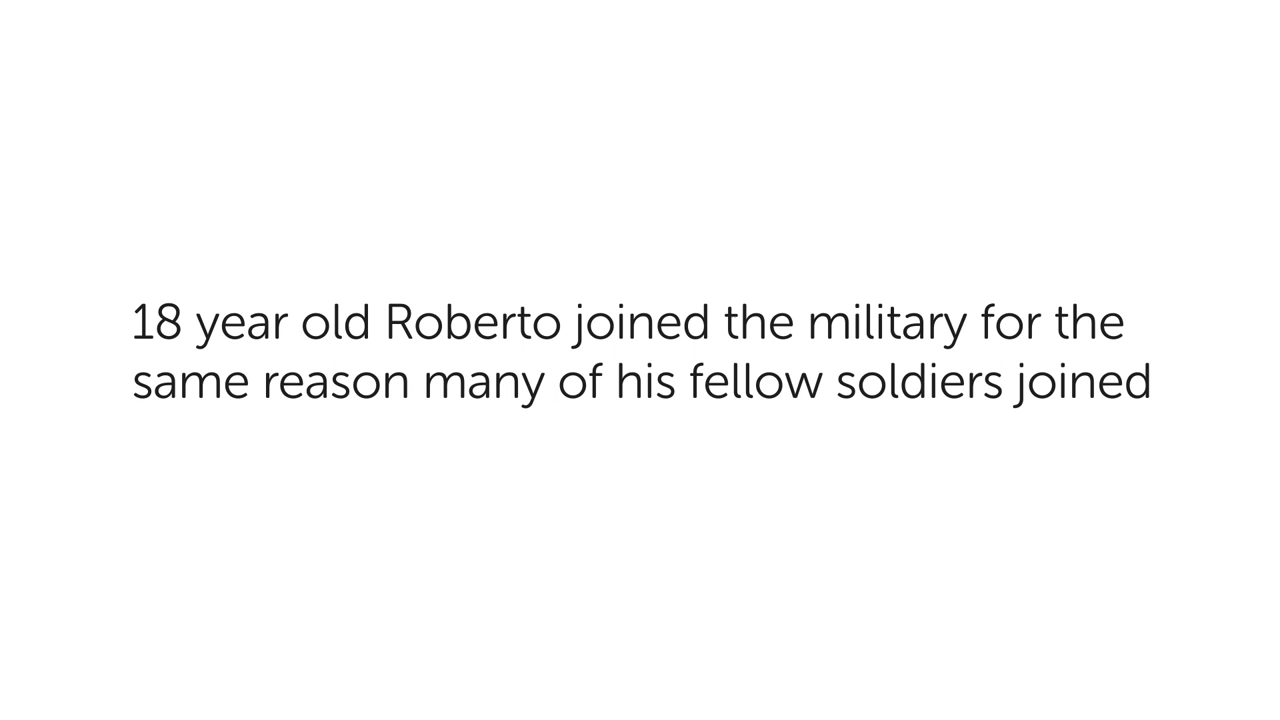 18 year old Roberto joined the military for the
same reason many of his fellow soldiers joined